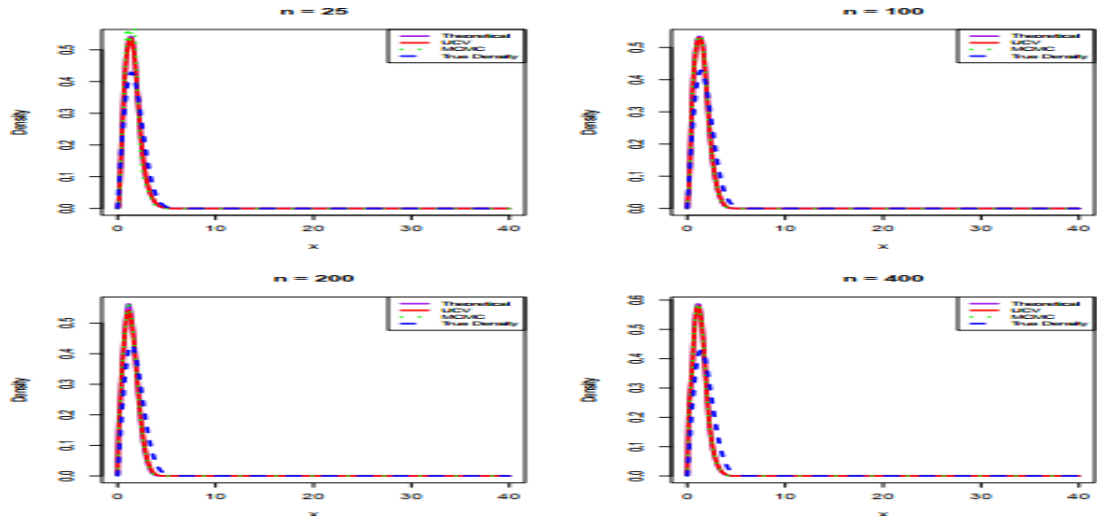 n = 25
Density
0.0 0.1 0.2 0.3 0.4 0.5
0 10 20 30 40
x
Theoretical
UCV
MCMC
True Density
n = 100
Density
0.0 0.1 0.2 0.3 0.4 0.5
0 10 20 30 40
x
Theoretical
UCV
MCMC
True Density
n = 200
Density
0.0 0.1 0.2 0.3 0.4 0.5
0 10 20 30 40
x
Theoretical
UCV
MCMC
True Density
n = 400
Density
0.0 0.1 0.2 0.3 0.4 0.5 0.6
0 10 20 30 40
x
Theoretical
UCV
MCMC
True Density